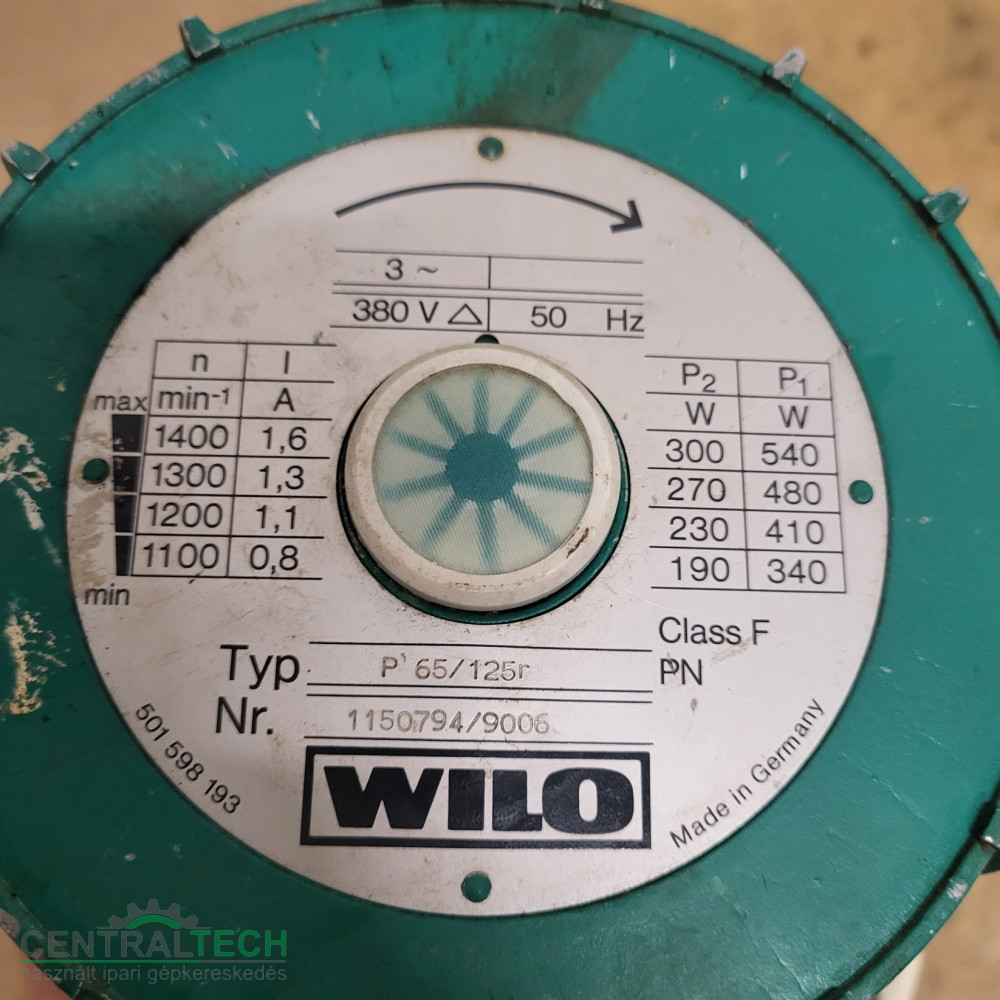 3 ~
380 V △ 50 Hz
n I
max min-1 A
1400 1,6
1300 1,3
1200 1,1
1100 0,8
min
P2 P1
W W
300 540
270 480
230 410
190 340
Class F
PN
Typ P 65/125r
Nr. 1150794/9006
501 598 193
WILO
Made in Germany
CENTRALTECH
használt ipari gépkereskedés